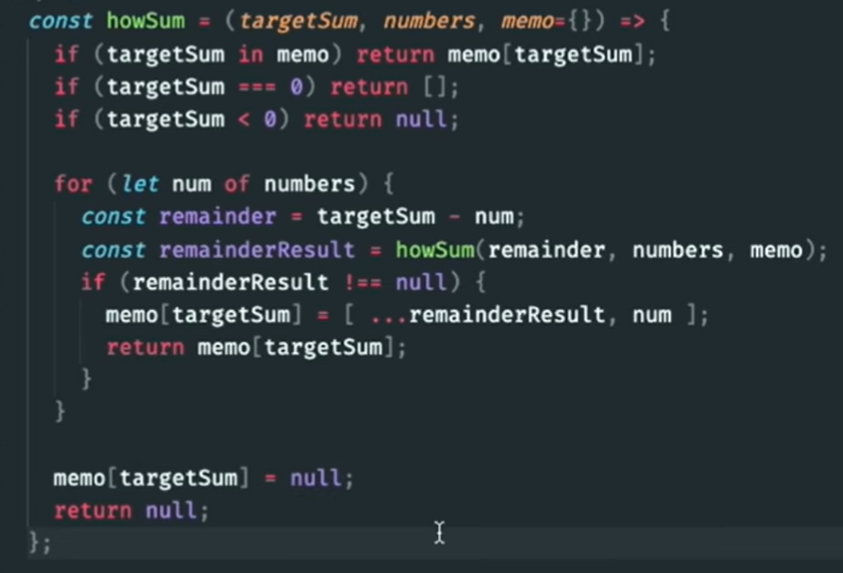 const howSum = (targetSum, numbers, memo={}) => {
  if (targetSum in memo) return memo[targetSum];
  if (targetSum === 0) return [];
  if (targetSum < 0) return null;

  for (let num of numbers) {
    const remainder = targetSum - num;
    const remainderResult = howSum(remainder, numbers, memo);
    if (remainderResult !== null) {
      memo[targetSum] = [ ...remainderResult, num ];
      return memo[targetSum];
    }
  }

  memo[targetSum] = null;
  return null;
};